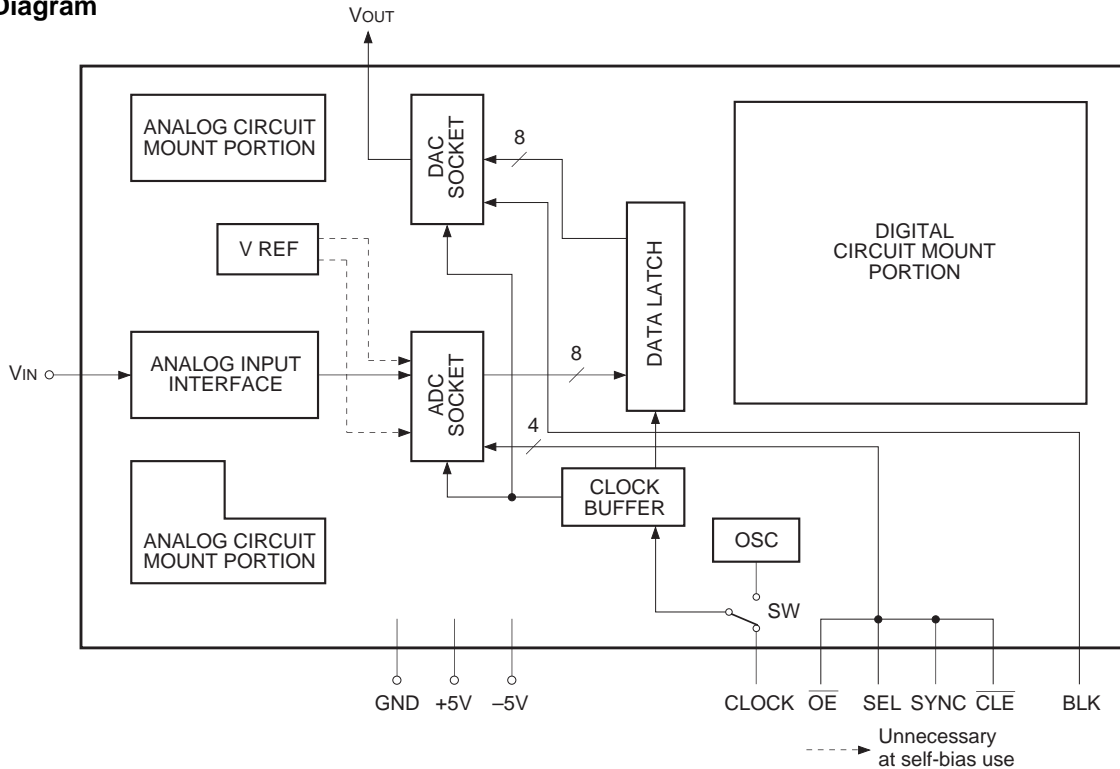 Diagram
VOUT
ANALOG CIRCUIT
MOUNT PORTION
DAC
SOCKET
8
DIGITAL
CIRCUIT MOUNT
PORTION
V REF
DATA LATCH
VIN
ANALOG INPUT
INTERFACE
ADC
SOCKET
8
4
CLOCK
BUFFER
ANALOG CIRCUIT
MOUNT PORTION
OSC
SW
GND +5V –5V
CLOCK O̅E̅ SEL SYNC C̅L̅E̅ BLK
Unnecessary
at self-bias use